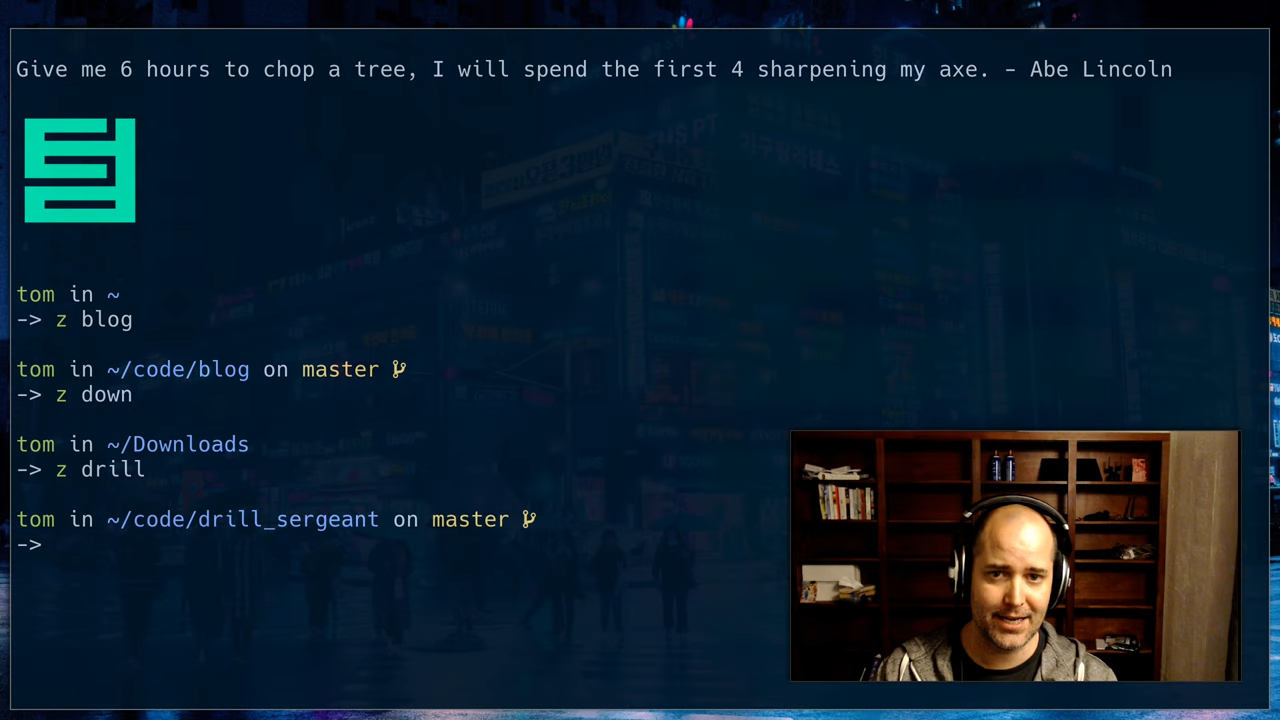 Give me 6 hours to chop a tree, I will spend the first 4 sharpening my axe. - Abe Lincoln
tom in ~
-> z blog
tom in ~/code/blog on master
-> z down
tom in ~/Downloads
-> z drill
tom in ~/code/drill_sergeant on master
->